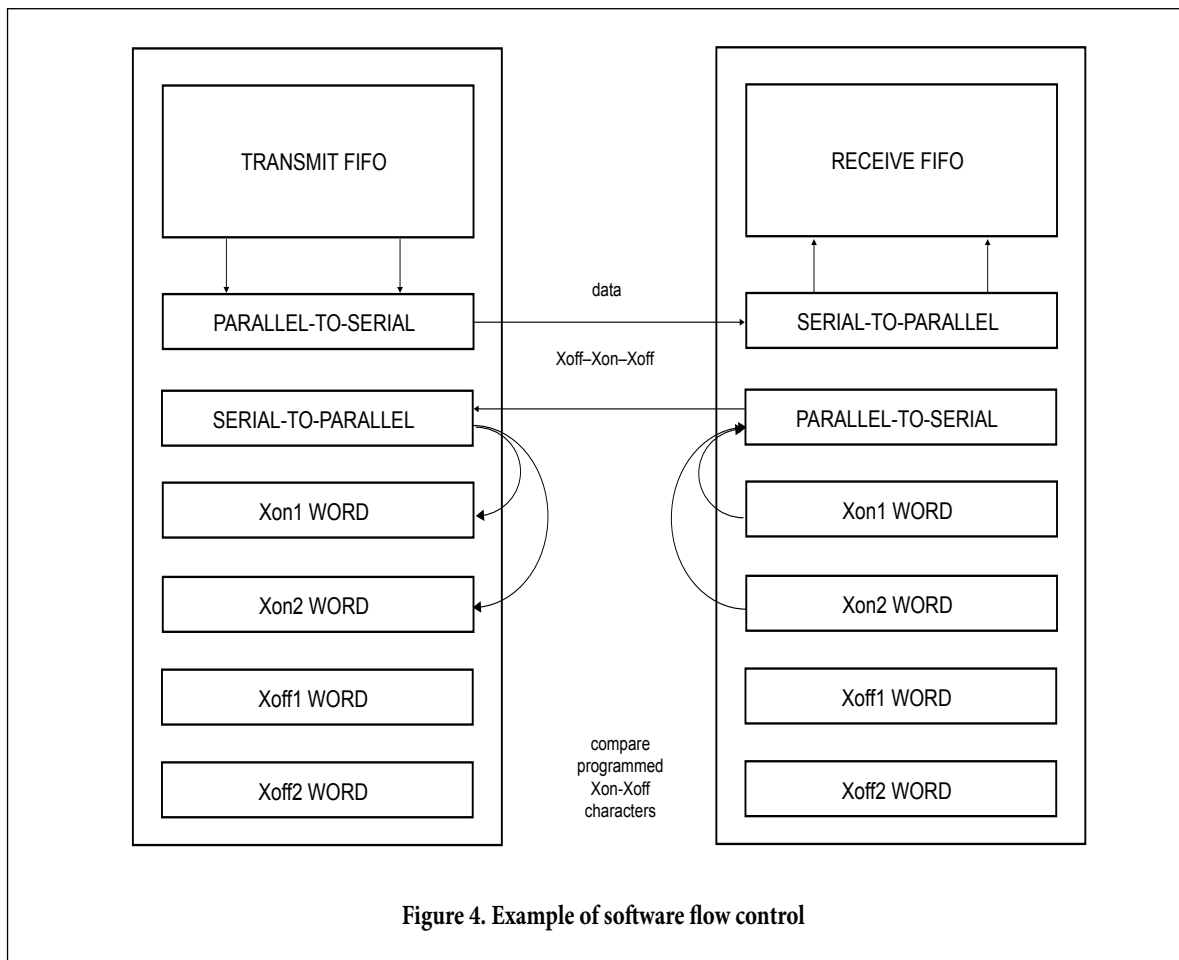 TRANSMIT FIFO
RECEIVE FIFO
data
PARALLEL-TO-SERIAL
SERIAL-TO-PARALLEL
Xoff–Xon–Xoff
SERIAL-TO-PARALLEL
PARALLEL-TO-SERIAL
Xon1 WORD
Xon1 WORD
Xon2 WORD
Xon2 WORD
Xoff1 WORD
Xoff1 WORD
compare
programmed
Xon-Xoff
characters
Xoff2 WORD
Xoff2 WORD
Figure 4. Example of software flow control